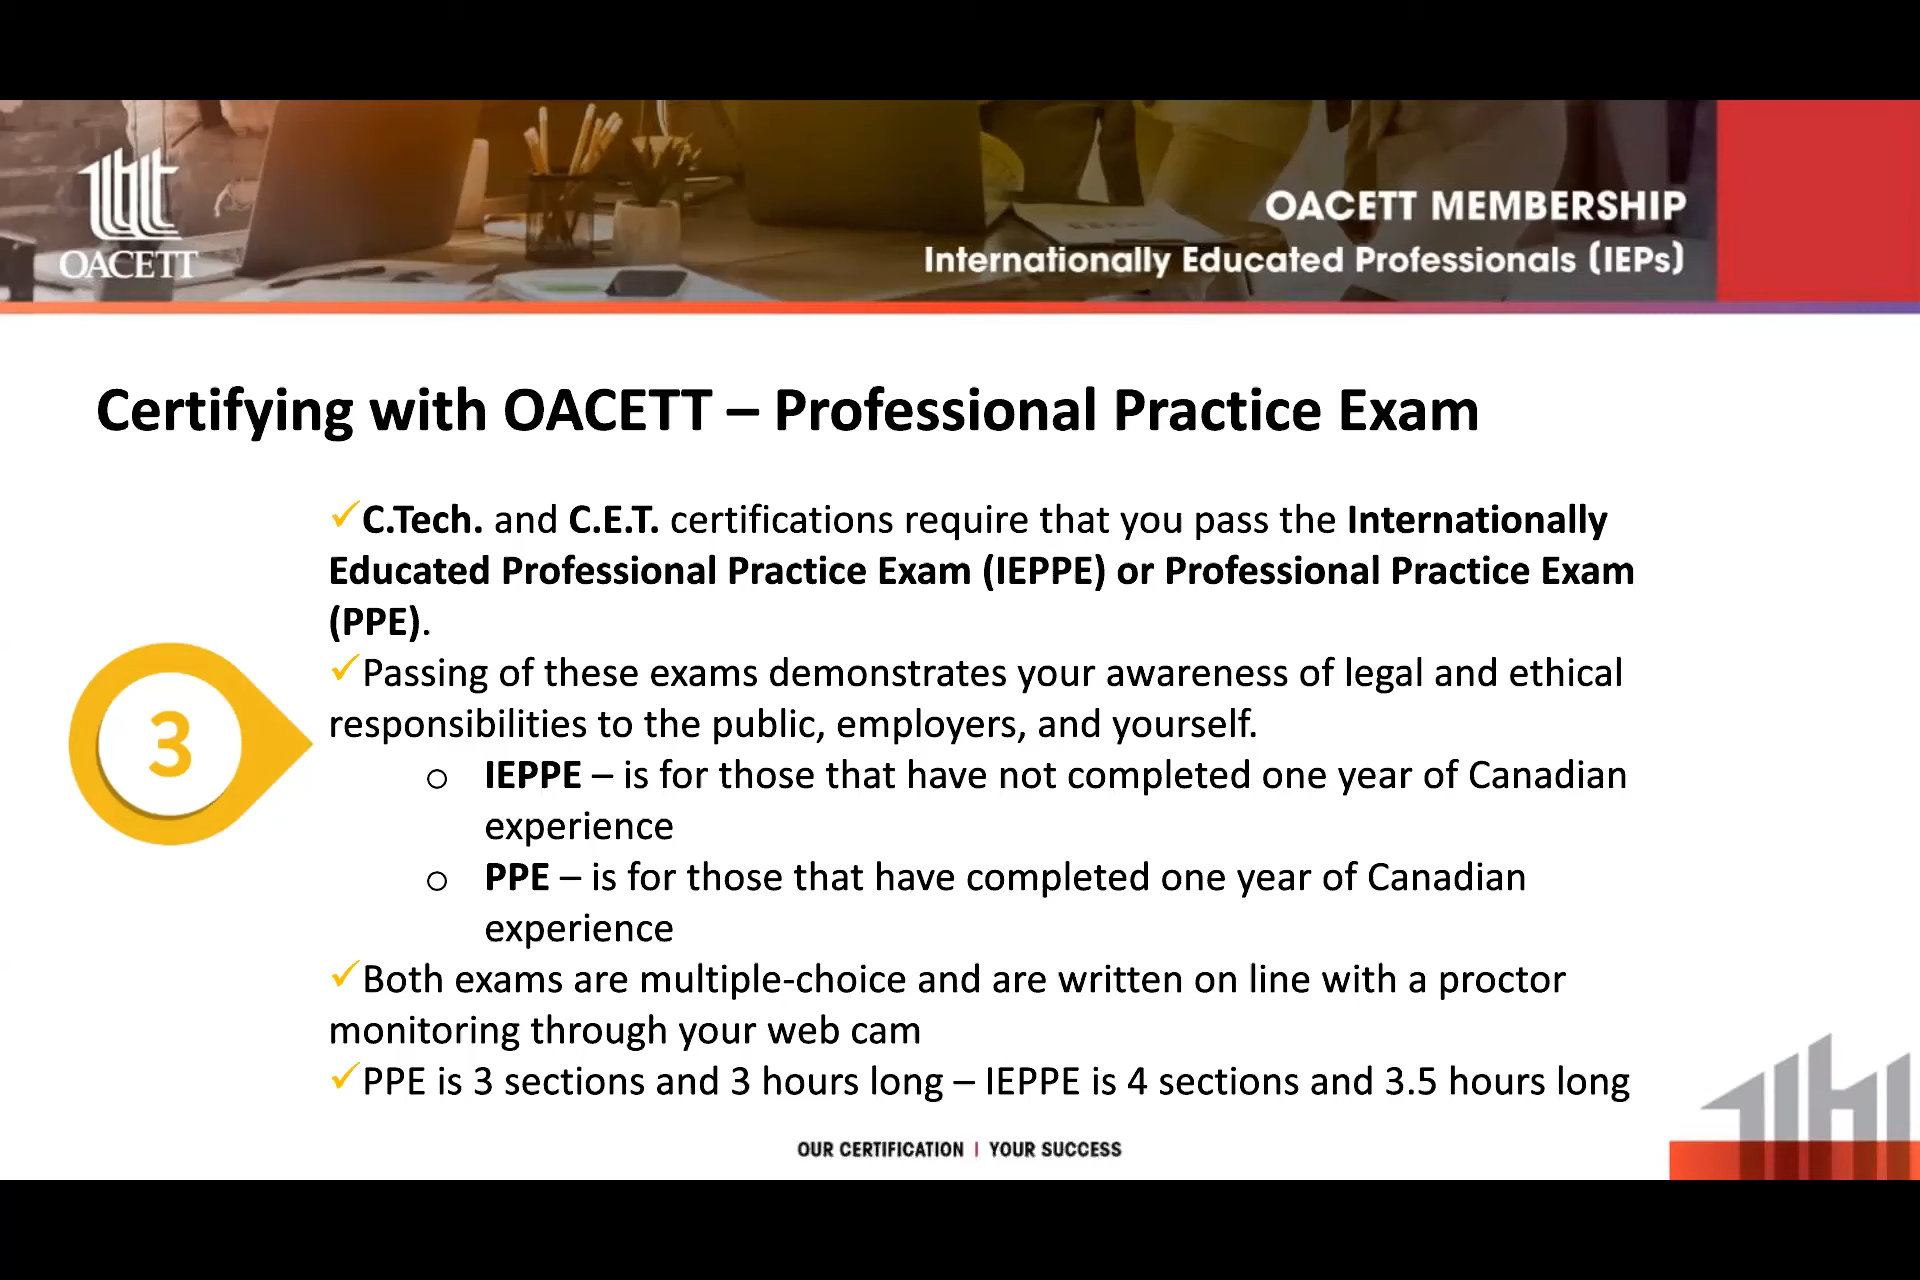 OACETT
OACETT MEMBERSHIP
Internationally Educated Professionals (IEPs)
Certifying with OACETT – Professional Practice Exam
3
✓C.Tech. and C.E.T. certifications require that you pass the Internationally
Educated Professional Practice Exam (IEPPE) or Professional Practice Exam
(PPE).
✓Passing of these exams demonstrates your awareness of legal and ethical
responsibilities to the public, employers, and yourself.
o IEPPE – is for those that have not completed one year of Canadian
experience
o PPE – is for those that have completed one year of Canadian
experience
✓Both exams are multiple-choice and are written on line with a proctor
monitoring through your web cam
✓PPE is 3 sections and 3 hours long – IEPPE is 4 sections and 3.5 hours long
OUR CERTIFICATION | YOUR SUCCESS